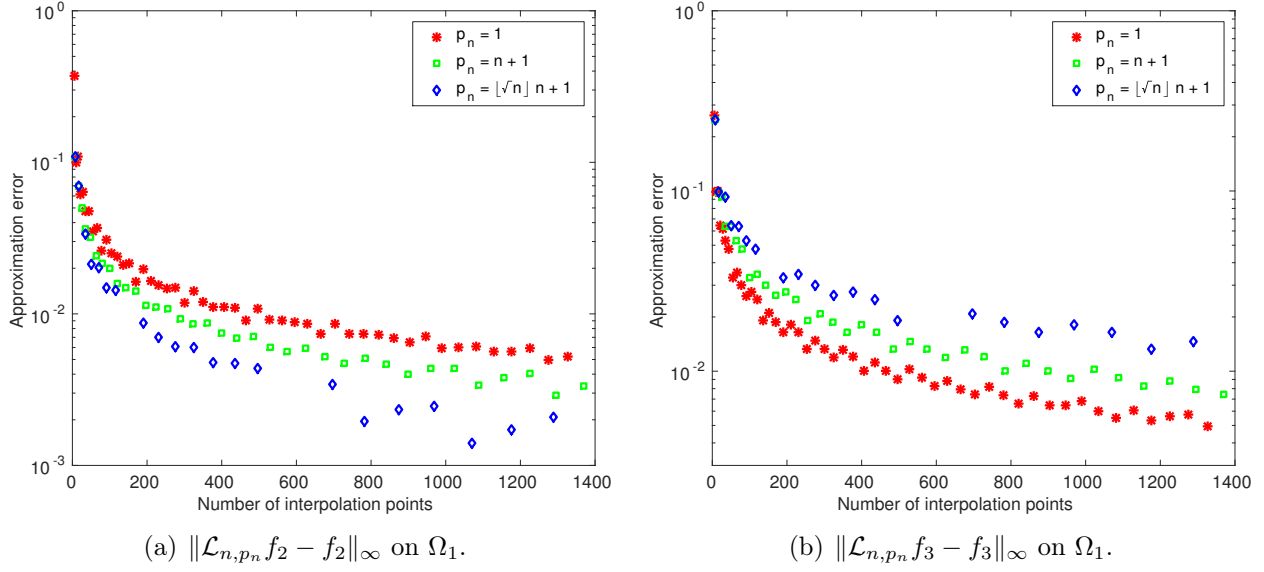 10^0
10^{-1}
10^{-2}
10^{-3}
Approximation error
0 200 400 600 800 1000 1200 1400
Number of interpolation points
p_n = 1
p_n = n + 1
p_n = ⌊√n⌋ n + 1
(a) ‖𝓛_{n,p_n} f_2 − f_2‖_∞ on Ω_1.
10^0
10^{-1}
10^{-2}
Approximation error
0 200 400 600 800 1000 1200 1400
Number of interpolation points
p_n = 1
p_n = n + 1
p_n = ⌊√n⌋ n + 1
(b) ‖𝓛_{n,p_n} f_3 − f_3‖_∞ on Ω_1.